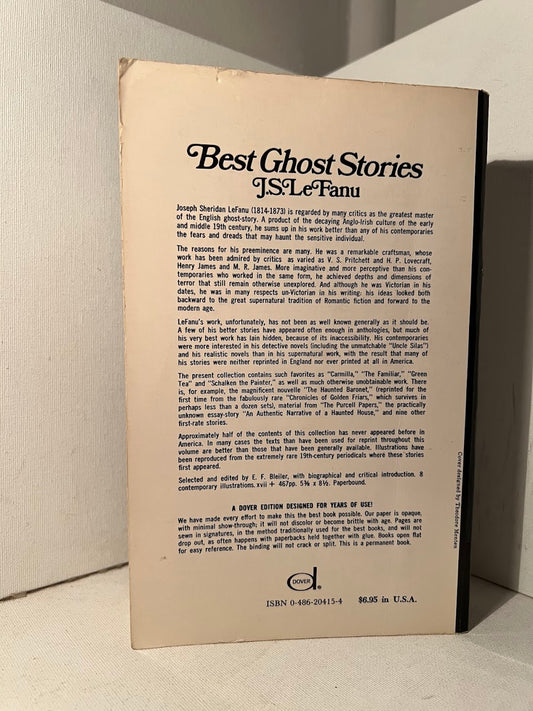 Best Ghost Stories
J.S. LeFanu
Joseph Sheridan LeFanu (1814-1873) is regarded by many critics as the greatest master
of the English ghost-story. A product of the decaying Anglo-Irish culture of the early
and middle 19th century, he sums up in his work better than any of his contemporaries
the fears and dreads that may haunt the sensitive individual.
The reasons for his preeminence are many. He was a remarkable craftsman, whose
work has been admired by critics as varied as V. S. Pritchett and H. P. Lovecraft,
Henry James and M. R. James. More imaginative and more perceptive than his con-
temporaries who worked in the same form, he achieved depths and dimensions of
terror that still remain otherwise unexplored. And although he was Victorian in his
dates, he was in many respects un-Victorian in his writing: his ideas looked both
backward to the great supernatural tradition of Romantic fiction and forward to the
modern age.
LeFanu's work, unfortunately, has not been as well known generally as it should be.
A few of his better stories have appeared often enough in anthologies, but much of
his very best work has lain hidden, because of its inaccessibility. His contemporaries
were more interested in his detective novels (including the unmatchable "Uncle Silas")
and his realistic novels than in his supernatural work, with the result that many of
his stories were neither reprinted in England nor ever printed at all in America.
The present collection contains such favorites as "Carmilla," "The Familiar," "Green
Tea" and "Schalken the Painter," as well as much otherwise unobtainable work. There
is, for example, the magnificent nouvelle "The Haunted Baronet," (reprinted for the
first time from the fabulously rare "Chronicles of Golden Friars," which survives in
perhaps less than a dozen sets), material from "The Purcell Papers," the practically
unknown essay-story "An Authentic Narrative of a Haunted House," and nine other
first-rate stories.
Approximately half of the contents of this collection has never appeared before in
America. In many cases the texts than have been used for reprint throughout this
volume are better than those that have been generally available. Illustrations have
been reproduced from the extremely rare 19th-century periodicals where these stories
first appeared.
Selected and edited by E. F. Bleiler, with biographical and critical introduction. 8
contemporary illustrations. xvii + 467pp. 5⅜ x 8½. Paperbound.
A DOVER EDITION DESIGNED FOR YEARS OF USE!
We have made every effort to make this the best book possible. Our paper is opaque,
with minimal show-through; it will not discolor or become brittle with age. Pages are
sewn in signatures, in the method traditionally used for the best books, and will not
drop out, as often happens with paperbacks held together with glue. Books open flat
for easy reference. The binding will not crack or split. This is a permanent book.
DOVER
ISBN 0-486-20415-4 $6.95 in U.S.A.
Cover designed by Theodore Menten